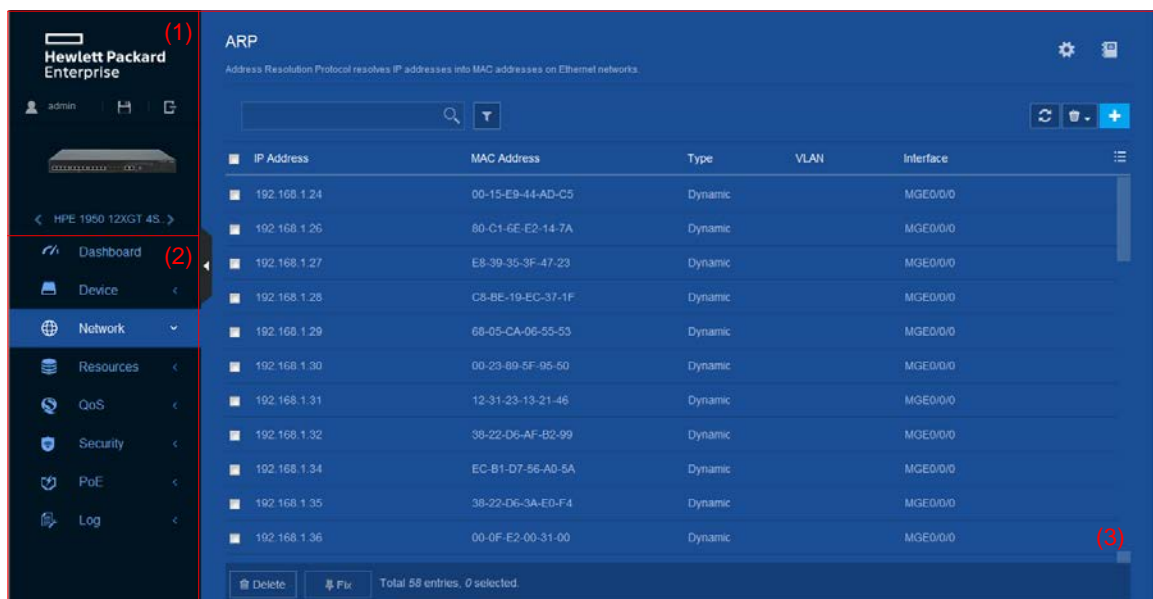 Hewlett Packard
Enterprise
(1)
admin
HPE 1950 12XGT 4S..
Dashboard
(2)
Device
Network
Resources
QoS
Security
PoE
Log
ARP
Address Resolution Protocol resolves IP addresses into MAC addresses on Ethernet networks.
IP Address MAC Address Type VLAN Interface
192.168.1.24 00-15-E9-44-AD-C5 Dynamic MGE0/0/0
192.168.1.26 80-C1-6E-E2-14-7A Dynamic MGE0/0/0
192.168.1.27 E8-39-35-3F-47-23 Dynamic MGE0/0/0
192.168.1.28 C8-BE-19-EC-37-1F Dynamic MGE0/0/0
192.168.1.29 68-05-CA-06-55-53 Dynamic MGE0/0/0
192.168.1.30 00-23-89-5F-95-50 Dynamic MGE0/0/0
192.168.1.31 12-31-23-13-21-46 Dynamic MGE0/0/0
192.168.1.32 38-22-D6-AF-B2-99 Dynamic MGE0/0/0
192.168.1.34 EC-B1-D7-56-A0-5A Dynamic MGE0/0/0
192.168.1.35 38-22-D6-3A-E0-F4 Dynamic MGE0/0/0
192.168.1.36 00-0F-E2-00-31-00 Dynamic MGE0/0/0
(3)
Delete Fix Total 58 entries, 0 selected.